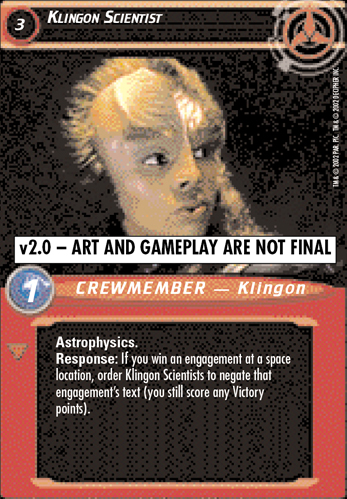 3
KLINGON SCIENTIST
TM & © 2002 PAR. PIC. TM & © 2002 DECIPHER INC.
v2.0 – ART AND GAMEPLAY ARE NOT FINAL
1
CREWMEMBER — Klingon
Astrophysics.
Response: If you win an engagement at a space
location, order Klingon Scientists to negate that
engagement's text (you still score any Victory
points).